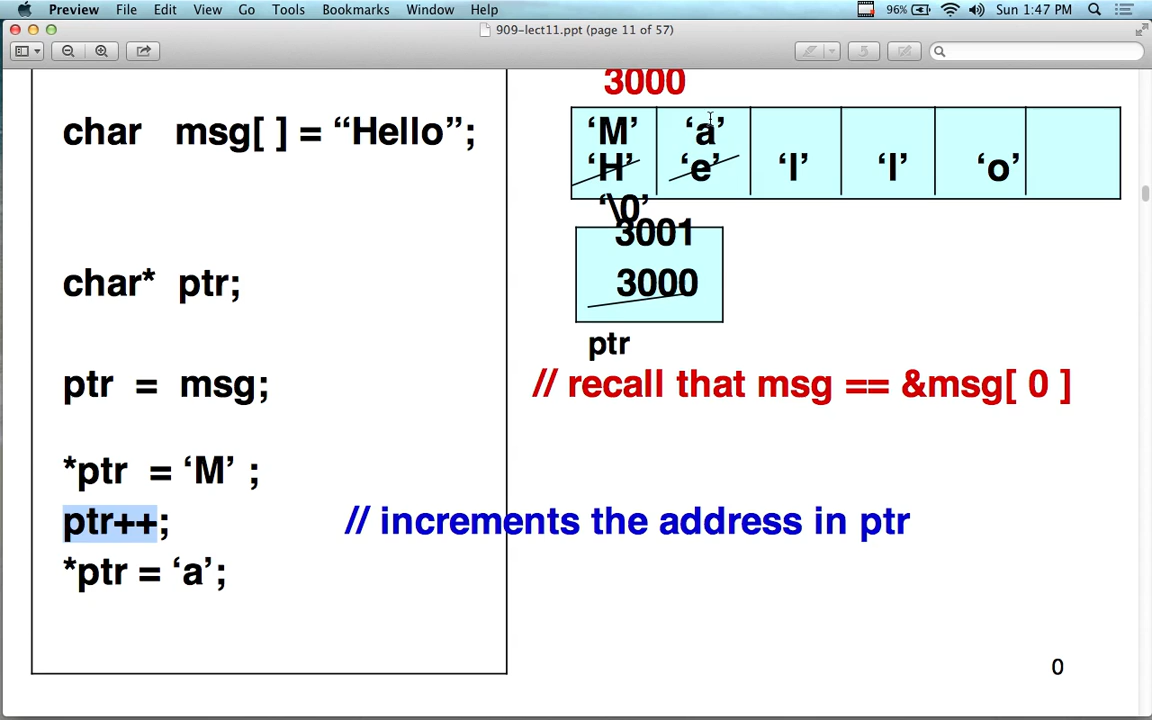 Preview File Edit View Go Tools Bookmarks Window Help 96% Sun 1:47 PM
909-lect11.ppt (page 11 of 57)
3000
char msg[ ] = “Hello”;
‘M’ ‘a’
‘H’ ‘e’ ‘l’ ‘l’ ‘o’
‘\0’
3001
char* ptr;
3000
ptr
ptr = msg;
// recall that msg == &msg[ 0 ]
*ptr = ‘M’ ;
ptr++; // increments the address in ptr
*ptr = ‘a’;
0